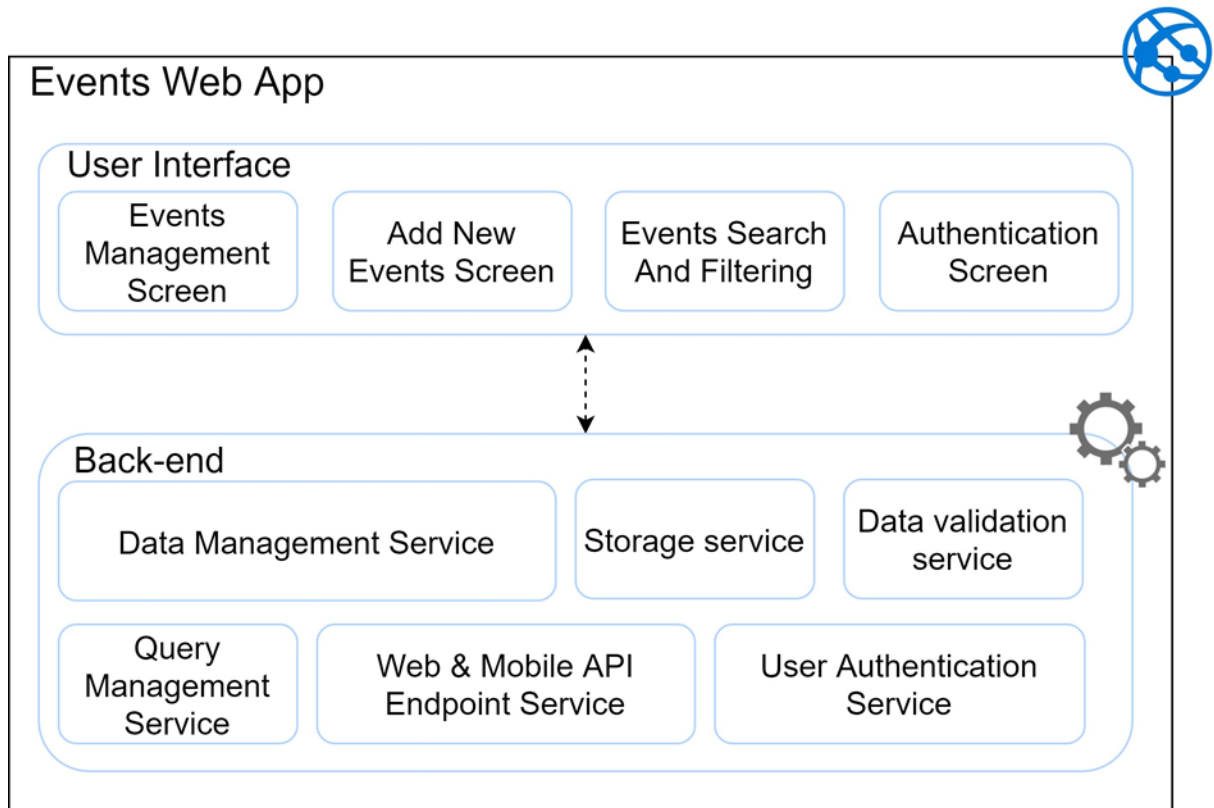 Events Web App
User Interface
Events
Management
Screen
Add New
Events Screen
Events Search
And Filtering
Authentication
Screen
Back-end
Data Management Service
Storage service
Data validation
service
Query
Management
Service
Web & Mobile API
Endpoint Service
User Authentication
Service